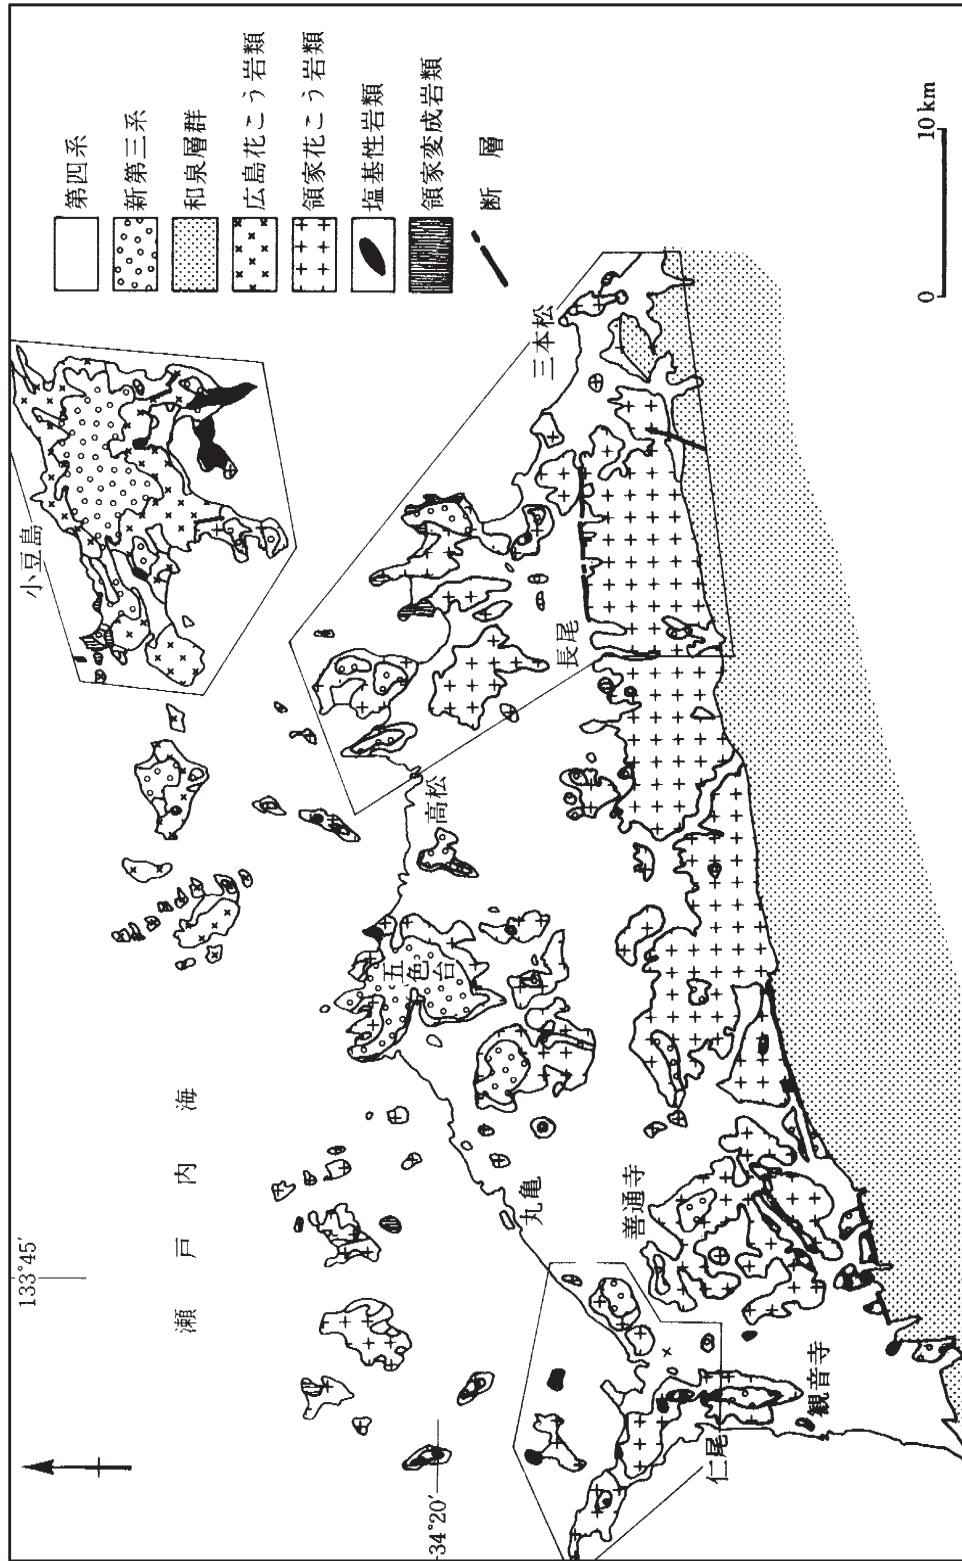 第四系
新第三系
和泉層群
広島花こう岩類
領家花こう岩類
塩基性岩類
領家変成岩類
断層
0
10 km
小豆島
三本松
長尾
高松
五色台
瀬戸内海
丸亀
善通寺
観音寺
仁尾
133°45′
34°20′